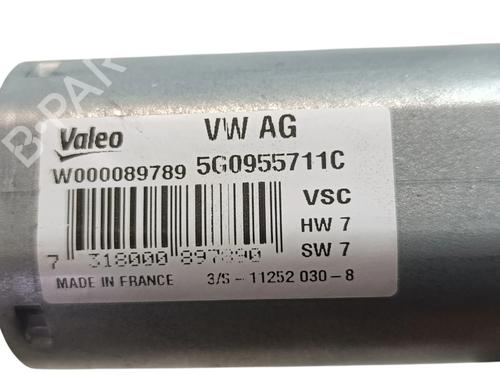 Valeo VW AG
W000089789 5G0955711C
VSC
HW 7
SW 7
7 318000 897890
MADE IN FRANCE 3/S - 11252 030 - 8
B-PARTS